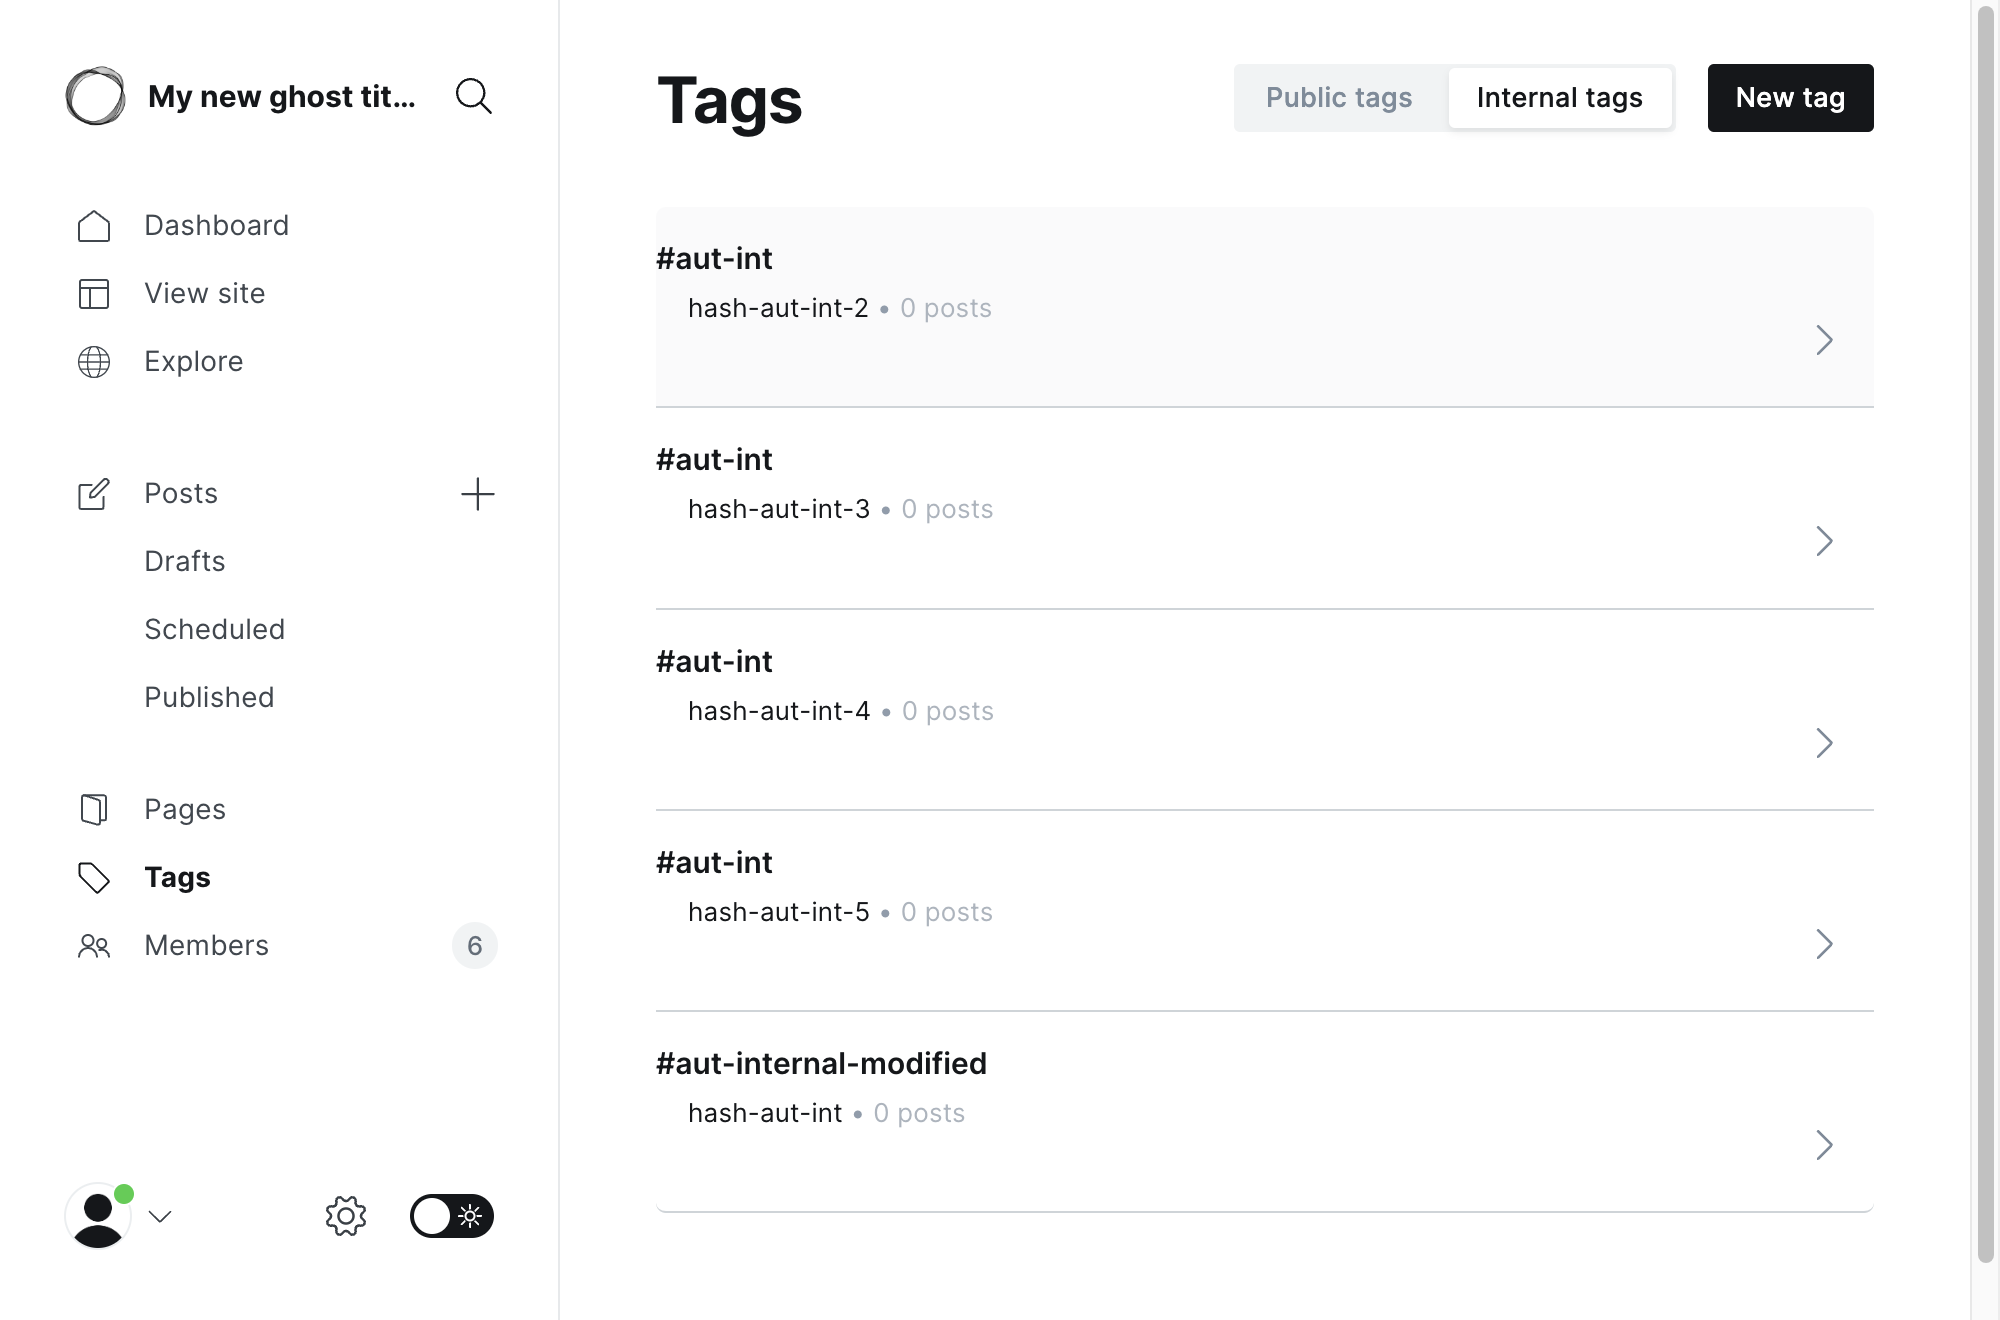 My new ghost tit...
Dashboard
View site
Explore
Posts
Drafts
Scheduled
Published
Pages
Tags
Members 6
Tags
Public tags Internal tags New tag
#aut-int
hash-aut-int-2 • 0 posts
#aut-int
hash-aut-int-3 • 0 posts
#aut-int
hash-aut-int-4 • 0 posts
#aut-int
hash-aut-int-5 • 0 posts
#aut-internal-modified
hash-aut-int • 0 posts